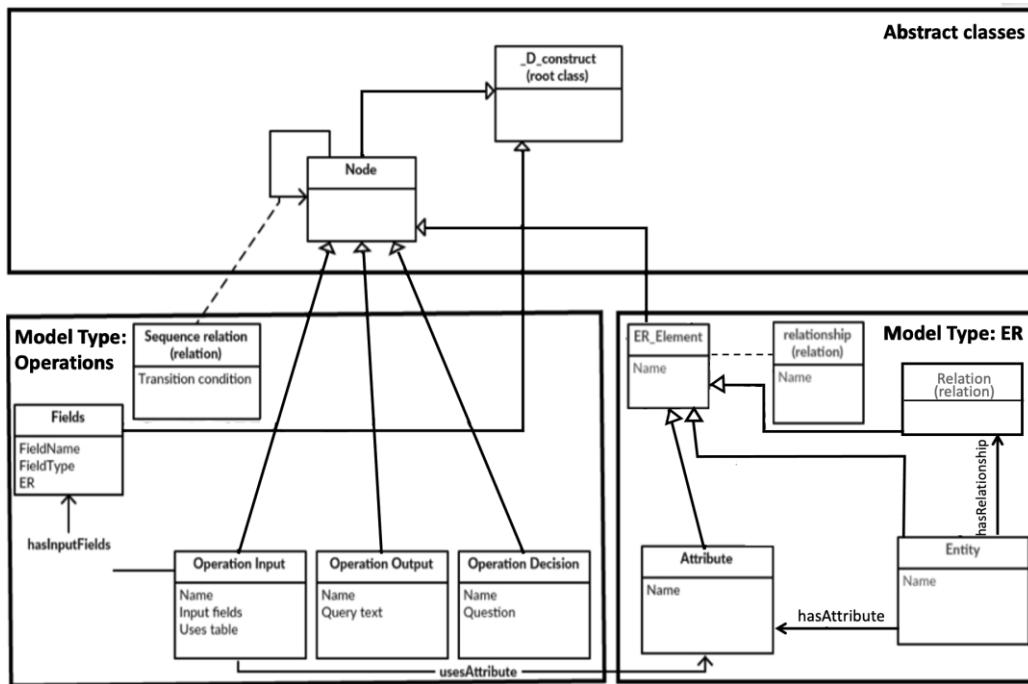 Abstract classes
_D_construct
(root class)
Node
Model Type:
Operations
Sequence relation
(relation)
Transition condition
Fields
FieldName
FieldType
ER
hasInputFields
Operation Input
Name
Input fields
Uses table
Operation Output
Name
Query text
Operation Decision
Name
Question
usesAttribute
Model Type: ER
ER_Element
Name
relationship
(relation)
Name
Relation
(relation)
hasRelationship
Attribute
Name
Entity
Name
hasAttribute